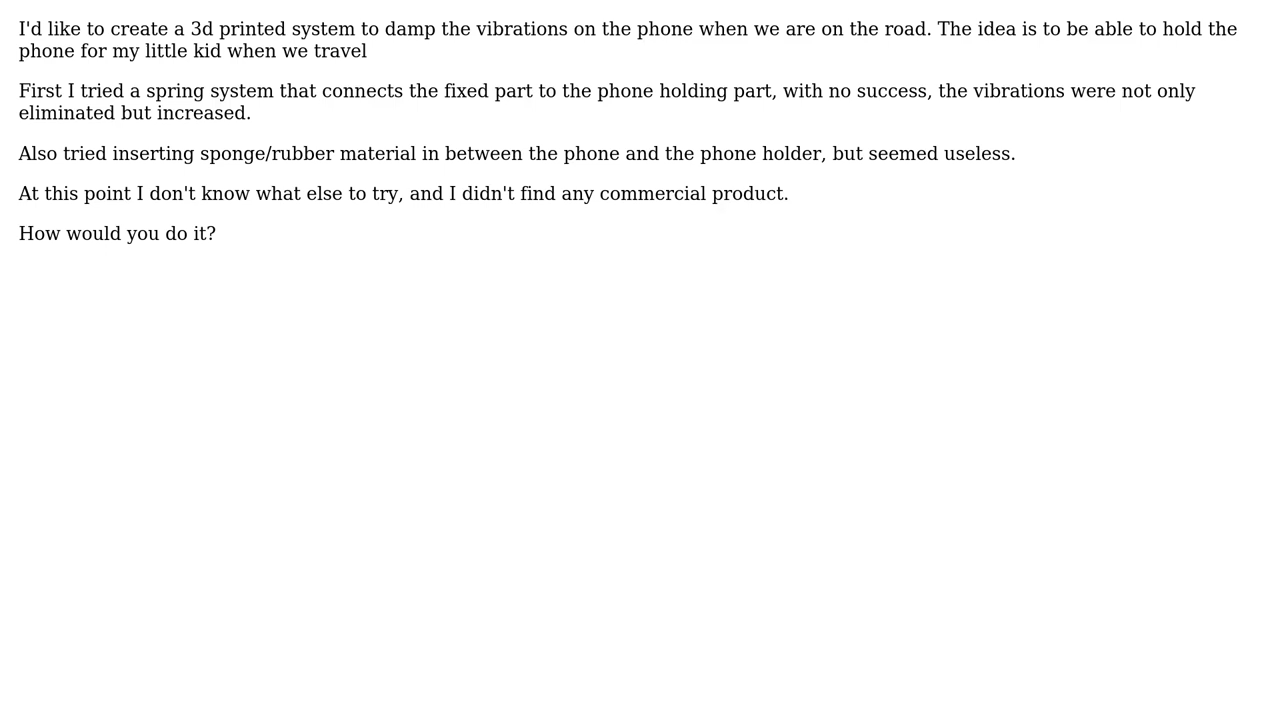 I'd like to create a 3d printed system to damp the vibrations on the phone when we are on the road. The idea is to be able to hold the
phone for my little kid when we travel
First I tried a spring system that connects the fixed part to the phone holding part, with no success, the vibrations were not only
eliminated but increased.
Also tried inserting sponge/rubber material in between the phone and the phone holder, but seemed useless.
At this point I don't know what else to try, and I didn't find any commercial product.
How would you do it?